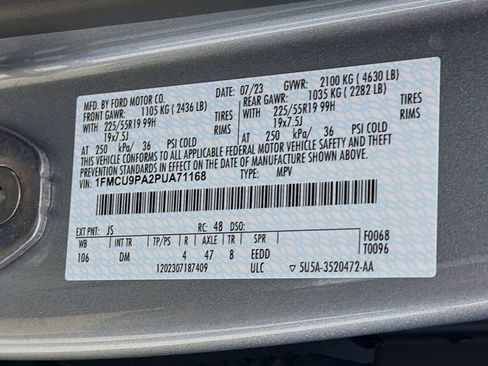 MFD. BY FORD MOTOR CO. DATE: 07/23 GVWR: 2100 KG (4630 LB)
FRONT GAWR: 1105 KG (2436 LB) REAR GAWR: 1035 KG (2282 LB)
WITH 225/55R19 99H TIRES WITH 225/55R19 99H TIRES
19x7.5J RIMS 19x7.5J RIMS
AT 250 kPa/ 36 PSI COLD AT 250 kPa/ 36 PSI COLD
THIS VEHICLE CONFORMS TO ALL APPLICABLE FEDERAL MOTOR VEHICLE SAFETY AND THEFT
PREVENTION STANDARDS IN EFFECT ON THE DATE OF MANUFACTURE SHOWN ABOVE.
VIN: 1FMCU9PA2PUA71168 TYPE: MPV
EXT PNT: JS RC: 48 DSO: F0068
WB INT TR TP/PS R AXLE TR SPR T0096
106 DM 4 47 8 EEDD
1202307187409 ULC ▽ 5U5A-3520472-AA